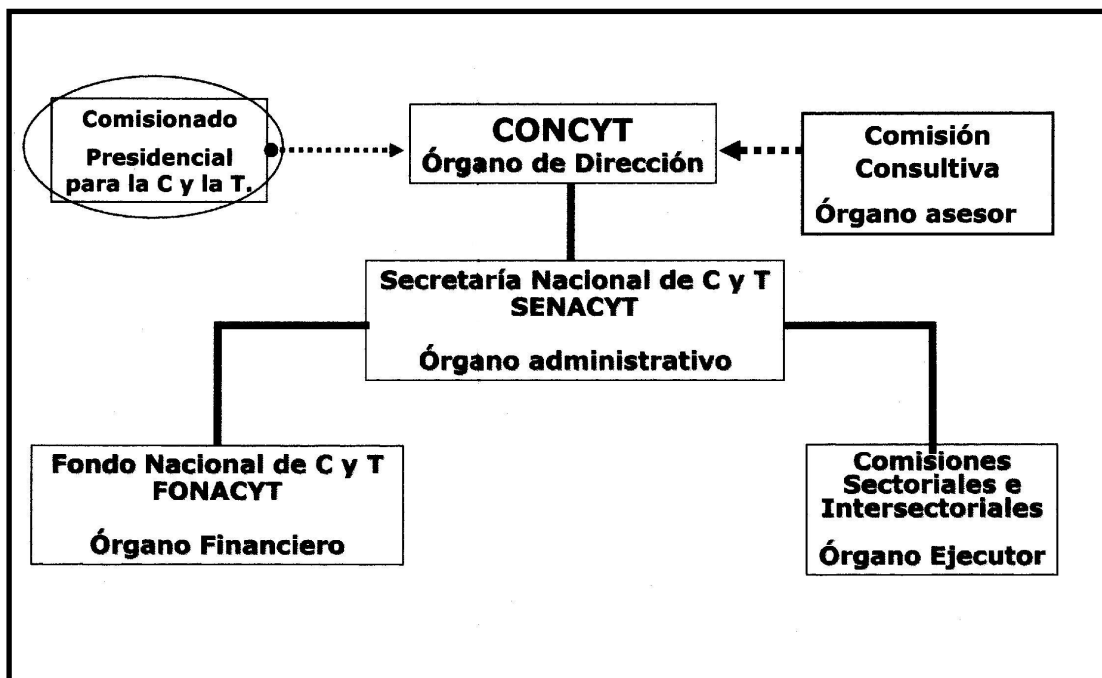 Comisionado
Presidencial
para la C y la T.
CONCYT
Órgano de Dirección
Comisión
Consultiva
Órgano asesor
Secretaría Nacional de C y T
SENACYT
Órgano administrativo
Fondo Nacional de C y T
FONACYT
Órgano Financiero
Comisiones
Sectoriales e
Intersectoriales
Órgano Ejecutor